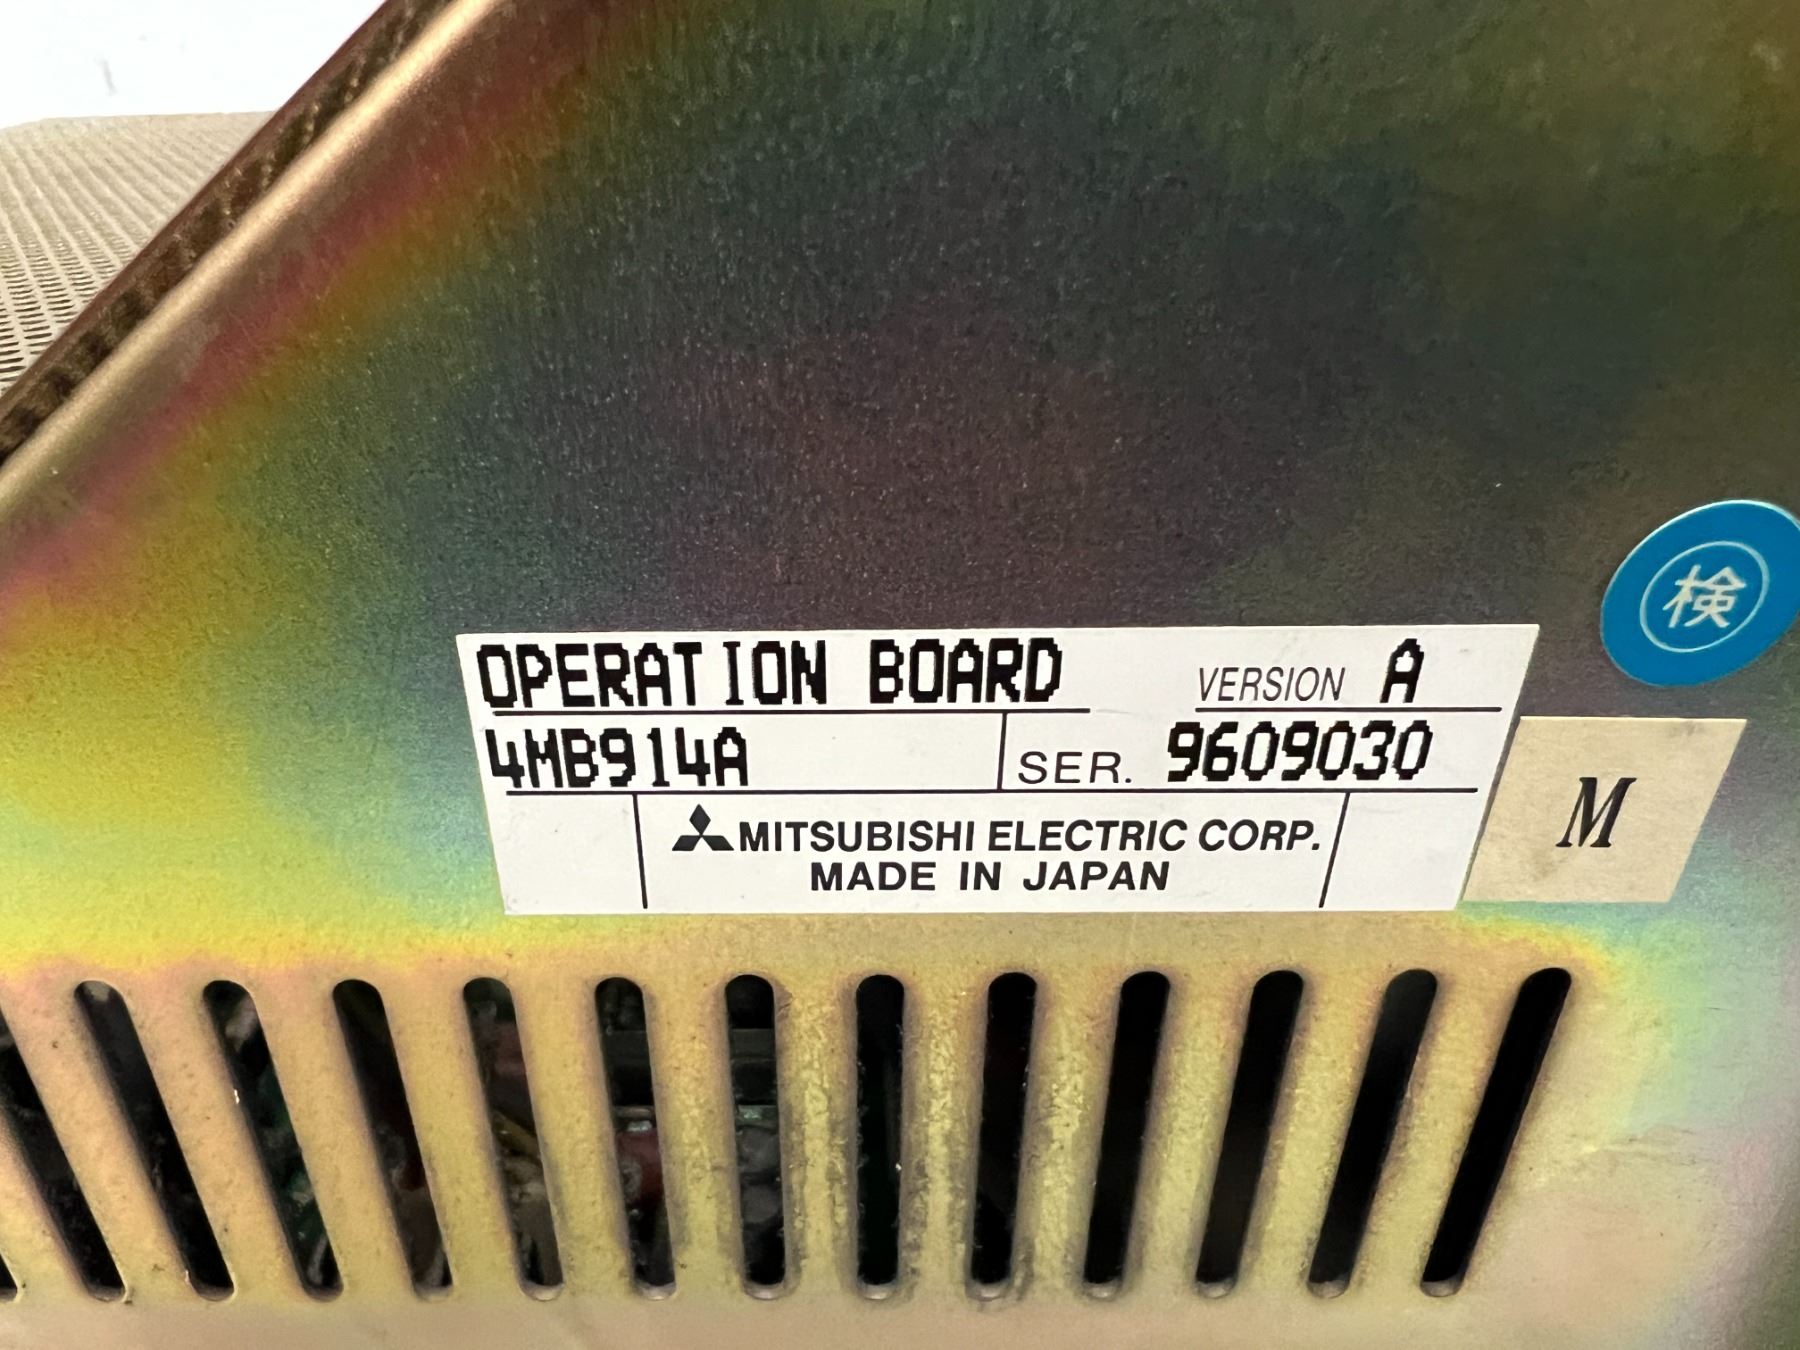 検
OPERATION BOARD VERSION A
4MB914A SER. 9609030
MITSUBISHI ELECTRIC CORP.
MADE IN JAPAN
M